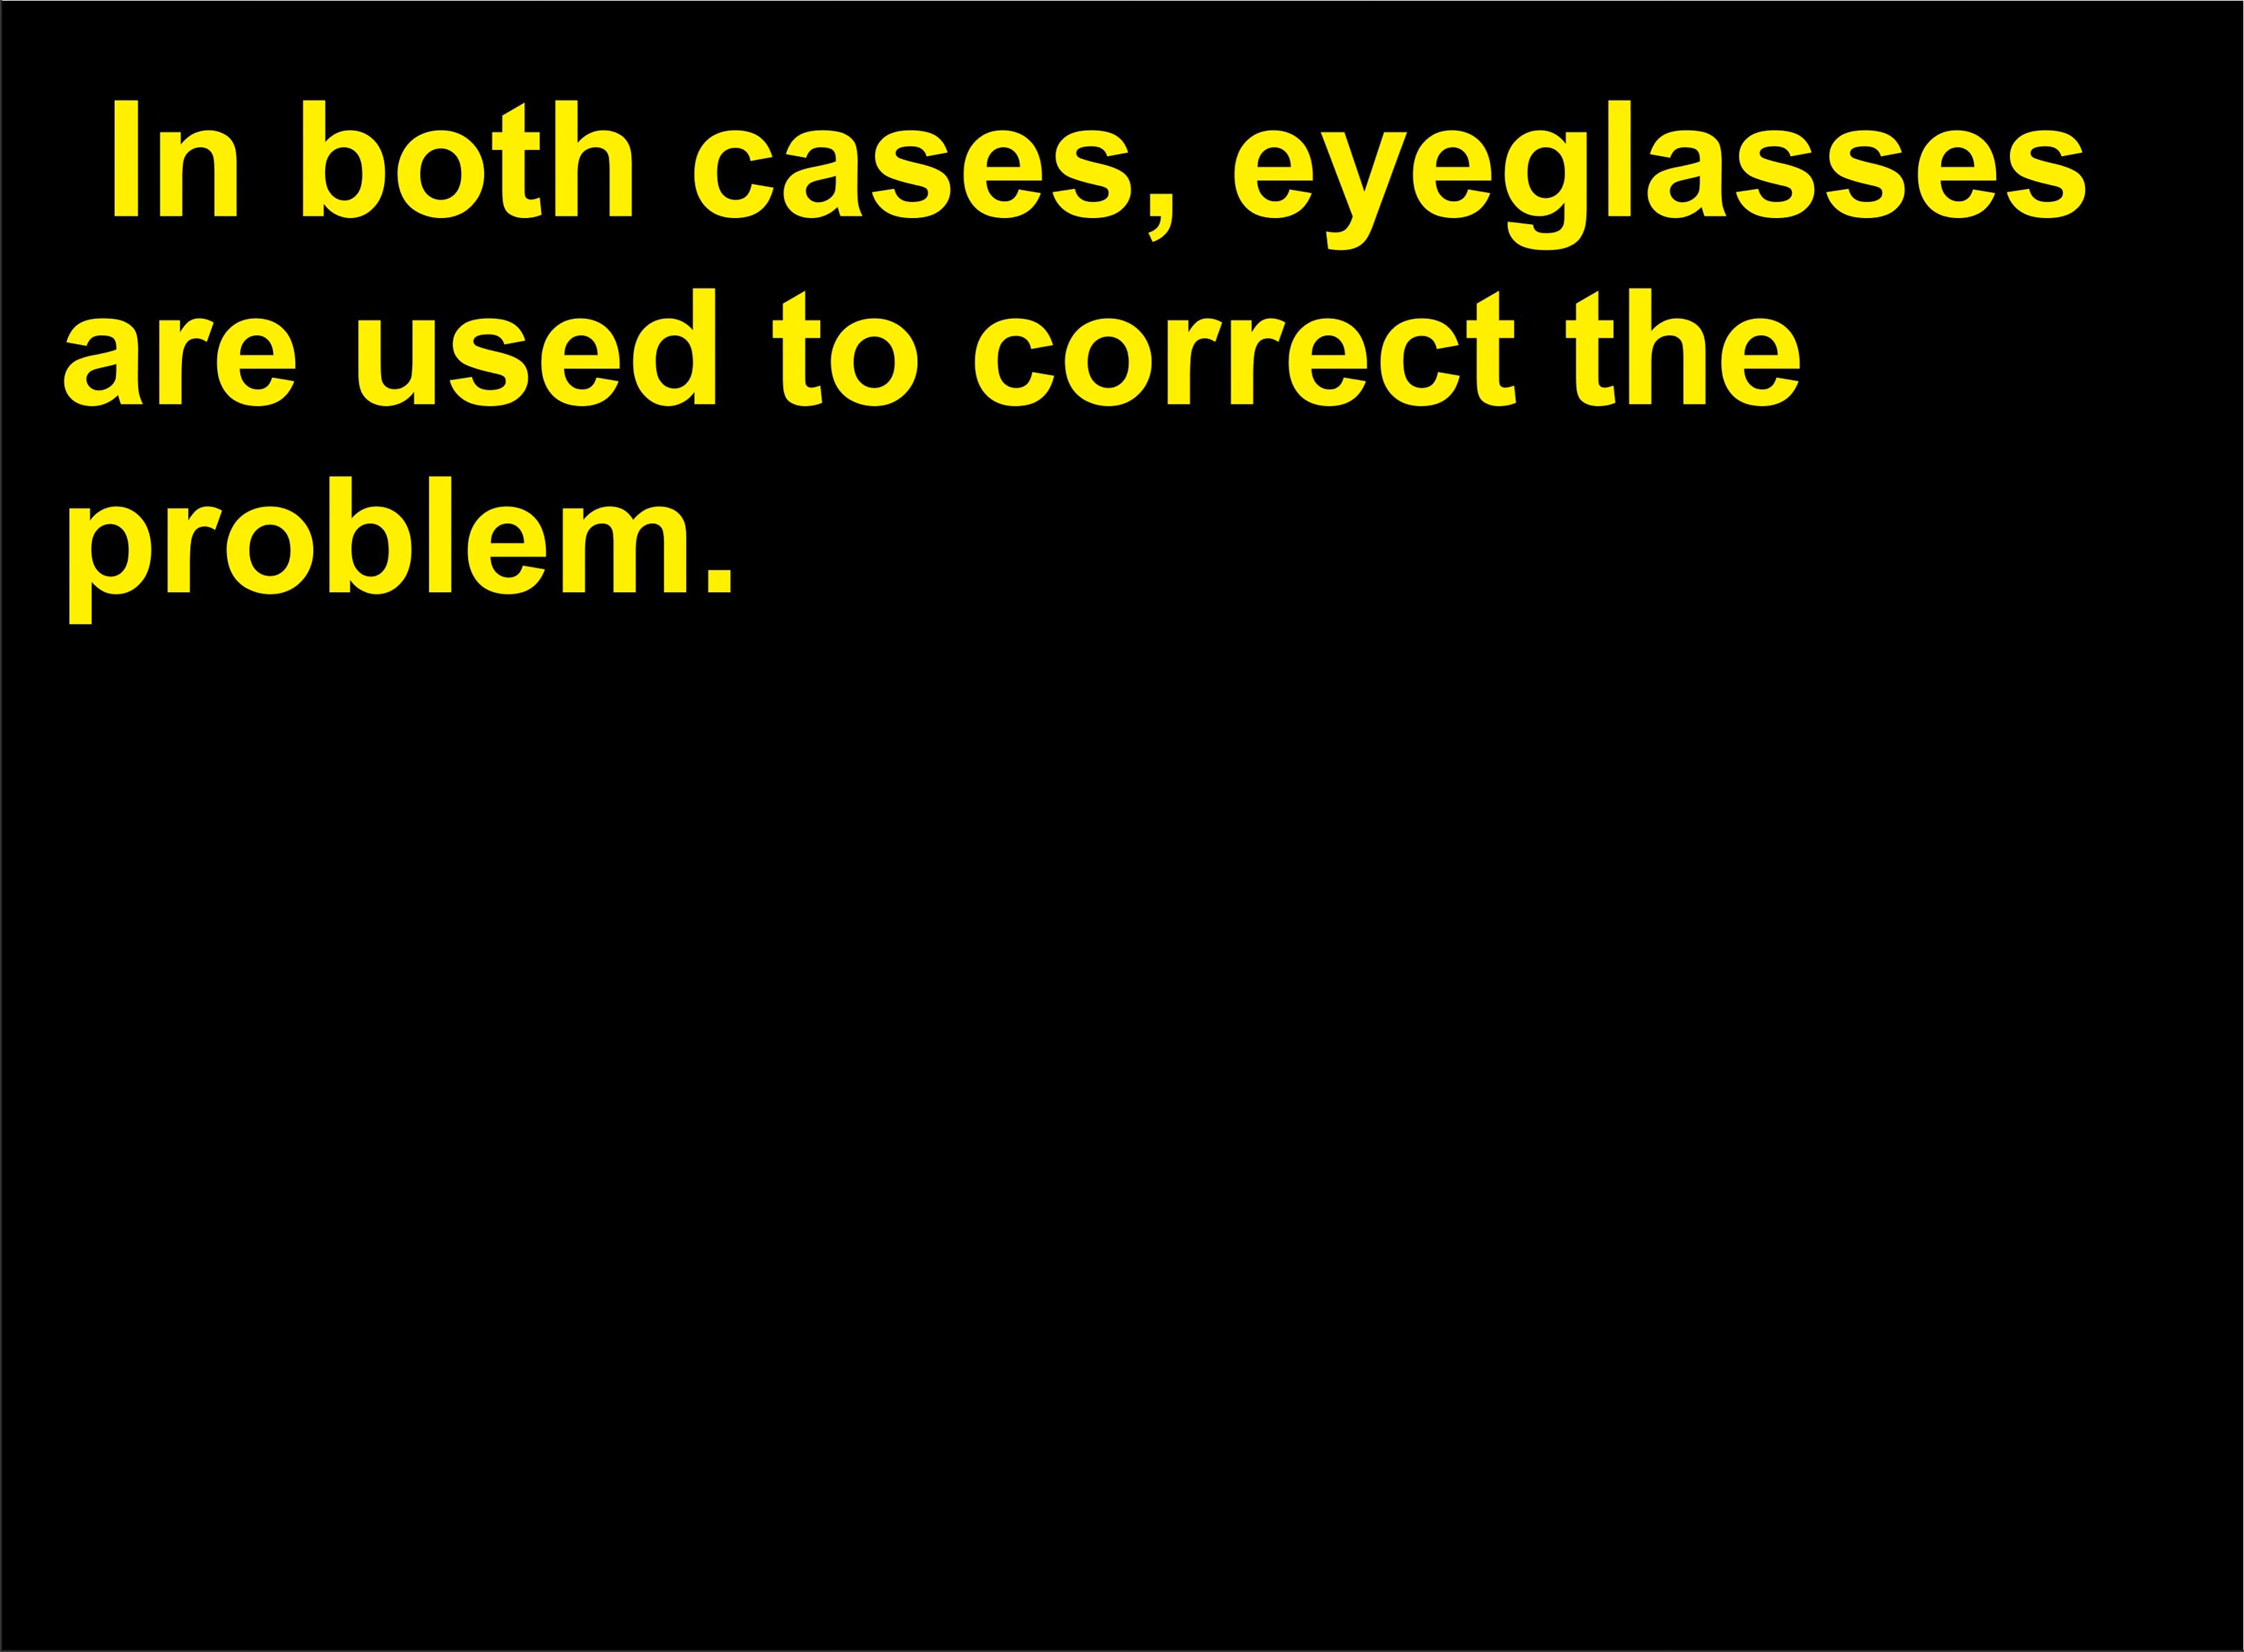 In both cases, eyeglasses
are used to correct the
problem.